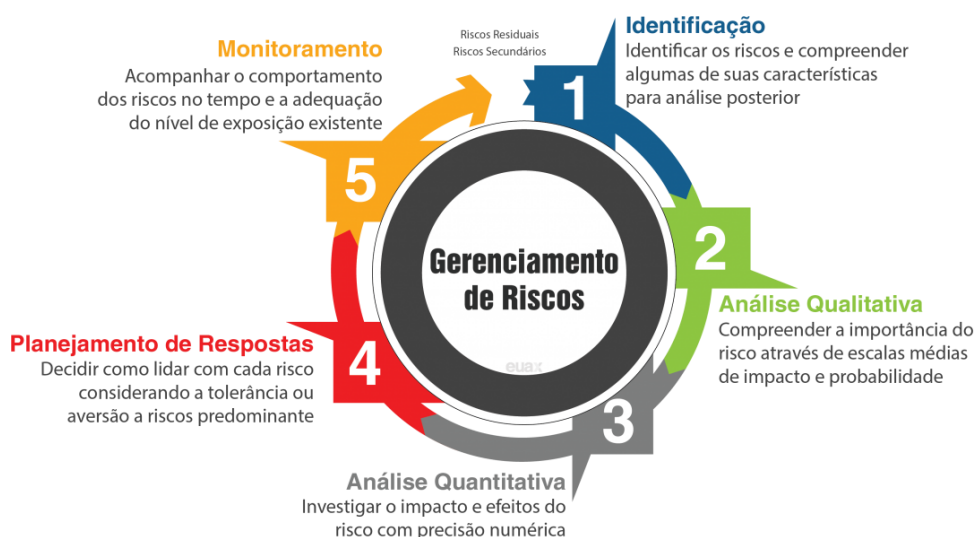 Riscos Residuais
Riscos Secundários
1
Identificação
Identificar os riscos e compreender
algumas de suas características
para análise posterior
2
Análise Qualitativa
Compreender a importância do
risco através de escalas médias
de impacto e probabilidade
3
Análise Quantitativa
Investigar o impacto e efeitos do
risco com precisão numérica
4
Planejamento de Respostas
Decidir como lidar com cada risco
considerando a tolerância ou
aversão a riscos predominante
5
Monitoramento
Acompanhar o comportamento
dos riscos no tempo e a adequação
do nível de exposição existente
Gerenciamento
de Riscos
euax